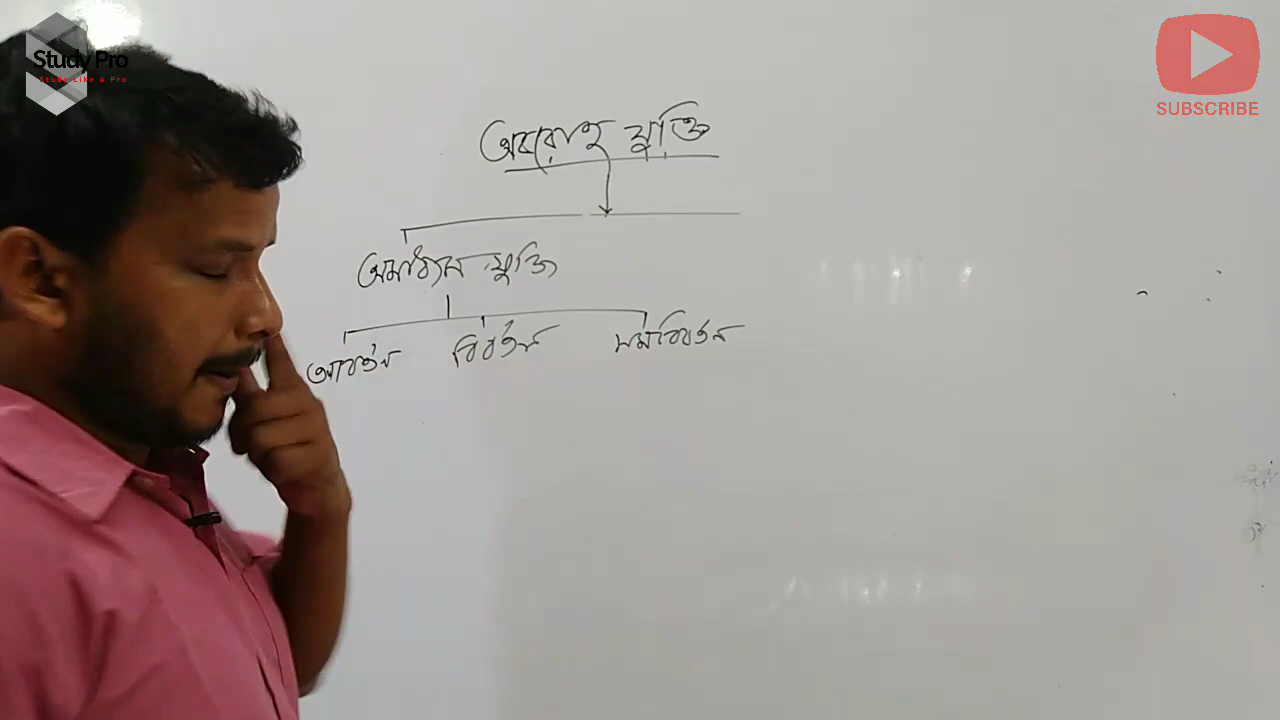 Study Pro
Study Like a Pro
SUBSCRIBE
অবরোহ যুক্তি
অমাধ্যম যুক্তি
আবর্তন বিবর্তন সমবিবর্তন